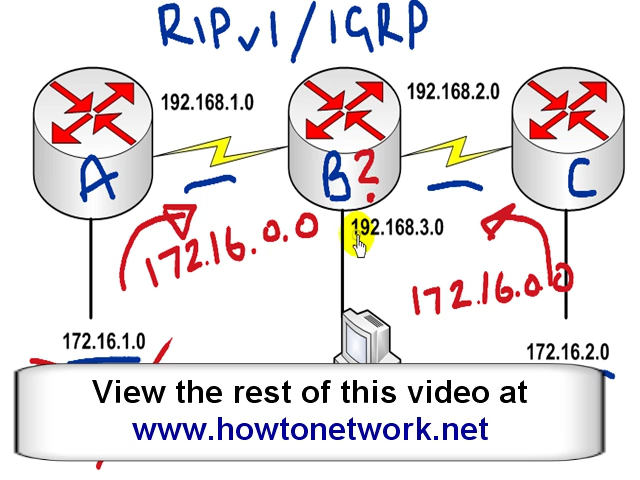 RIPv1/IGRP
192.168.1.0
192.168.2.0
A
B?
C
172.16.0.0
192.168.3.0
172.16.0.0
172.16.1.0
172.16.2.0
View the rest of this video at
www.howtonetwork.net